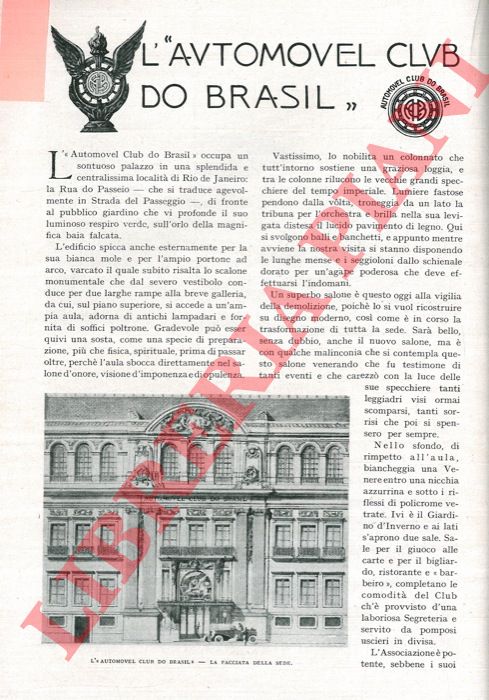 L'"AVTOMOVEL CLVB
DO BRASIL"
AUTOMOVEL CLUB DO BRASIL
L'« Automovel Club do Brasil » occupa un
sontuoso palazzo in una splendida e
centralissima località di Rio de Janeiro:
la Rua do Passeio — che si traduce agevol-
mente in Strada del Passeggio —, di fronte
al pubblico giardino che vi profonde il suo
luminoso respiro verde, sull'orlo della magnifi-
ca baia falcata.
L'edificio spicca anche esternamente per la
sua bianca mole e per l'ampio portone ad
arco, varcato il quale subito risalta lo scalone
monumentale che dal severo vestibolo con-
duce per due larghe rampe alla breve galleria,
da cui, sul piano superiore, si accede a un'am-
pia aula, adorna di antichi lampadari e for-
nita di soffici poltrone. Gradevole può esser
quivi una sosta, come una specie di prepara-
zione, più che fisica, spirituale, prima di passar
oltre, perchè l'aula sbocca direttamente nel sa-
lone d'onore, visione d'imponenza e di opulenza.
Vastissimo, lo nobilita un colonnato che
tutt'intorno sostiene una graziosa loggia, e
tra le colonne rilucono le vecchie grandi spec-
chiere del tempo imperiale. Lumiere fastose
pendono dalla volta, troneggia da un lato la
tribuna per l'orchestra e brilla nella sua levi-
gata distesa il lucido pavimento di legno. Qui
si svolgono balli e banchetti, e appunto mentre
avviene la nostra visita si stanno disponendo
le lunghe mense e i seggioloni dallo schienale
dorato per un'agape poderosa che deve ef-
fettuarsi l'indomani.
Un superbo salone è questo oggi alla vigilia
della demolizione, poichè lo si vuol ricostruire
su disegno moderno, così come è in corso la
trasformazione di tutta la sede. Sarà bello,
senza dubbio, anche il nuovo salone, ma è
con qualche malinconia che si contempla que-
sto salone venerando che fu testimone di
tanti eventi e che carezzò con la luce delle
sue specchiere tanti
leggiadri visi ormai
scomparsi, tanti sor-
risi che poi si spen-
sero per sempre.
Nello sfondo, di
rimpetto all'aula,
biancheggia una Ve-
nere entro una nicchia
azzurrina e sotto i ri-
flessi di policrome ve-
trate. Ivi è il Giardi-
no d'Inverno e ai lati
s'aprono due sale. Sa-
le per il giuoco alle
carte e per il bigliar-
do, ristorante e « bar-
beiro », completano le
comodità del Club
ch'è provvisto d'una
laboriosa Segreteria e
servito da pomposi
uscieri in divisa.
L'Associazione è po-
tente, sebbene i suoi
AUTOMOVEL CLUB DO BRASIL
L'« AUTOMOVEL CLUB DO BRASIL » — LA FACCIATA DELLA SEDE.
LIBRERIA PIANI